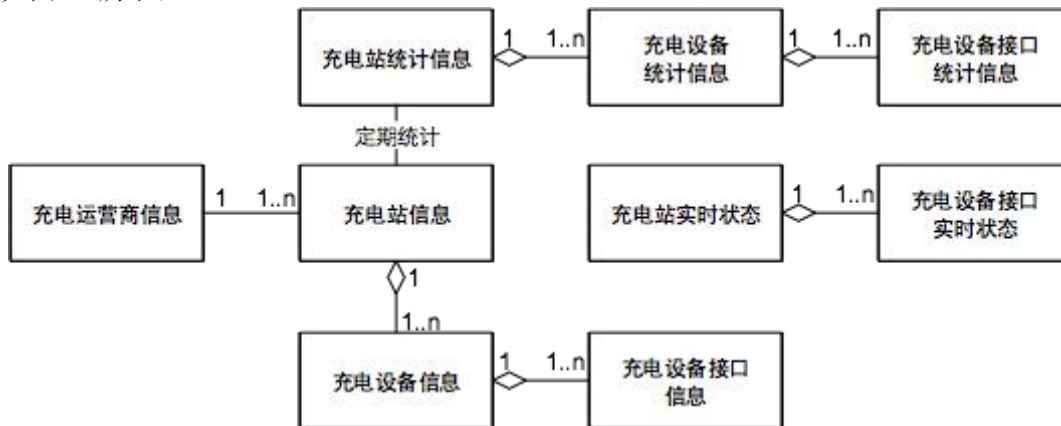 1
1..n
1
1..n
充电站统计信息
充电设备
统计信息
充电设备接口
统计信息
定期统计
1
1..n
1
1..n
充电运营商信息
充电站信息
充电站实时状态
充电设备接口
实时状态
1
1..n
1
1..n
充电设备信息
充电设备接口
信息